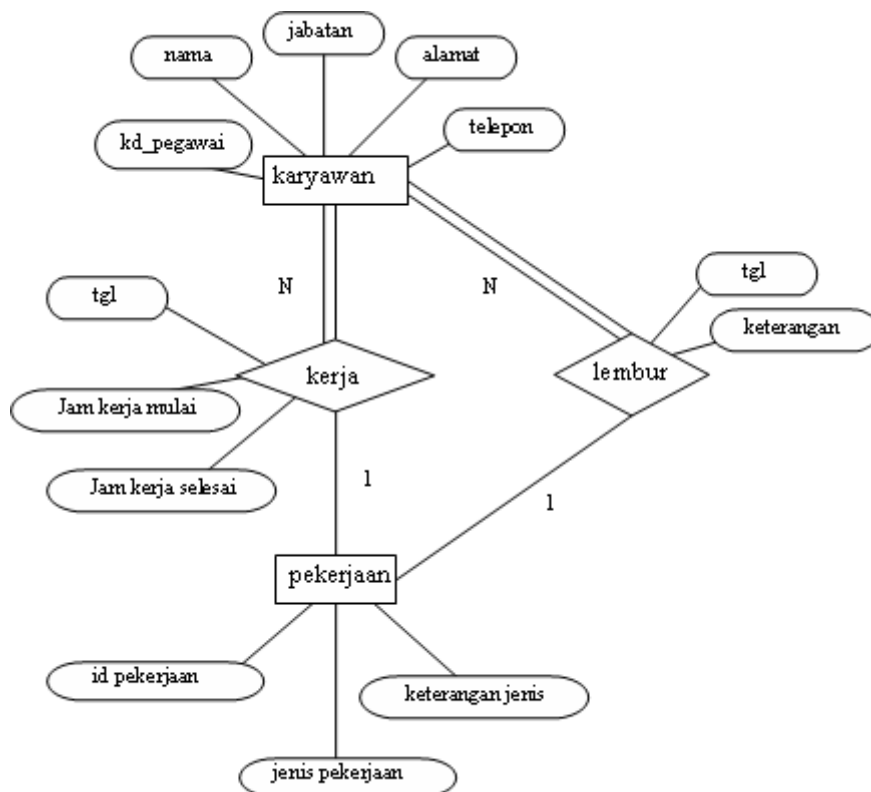 jabatan
nama
alamat
telepon
kd_pegawai
karyawan
N
N
tgl
tgl
keterangan
kerja
lembur
Jam kerja mulai
Jam kerja selesai
1
1
pekerjaan
id pekerjaan
keterangan jenis
jenis pekerjaan